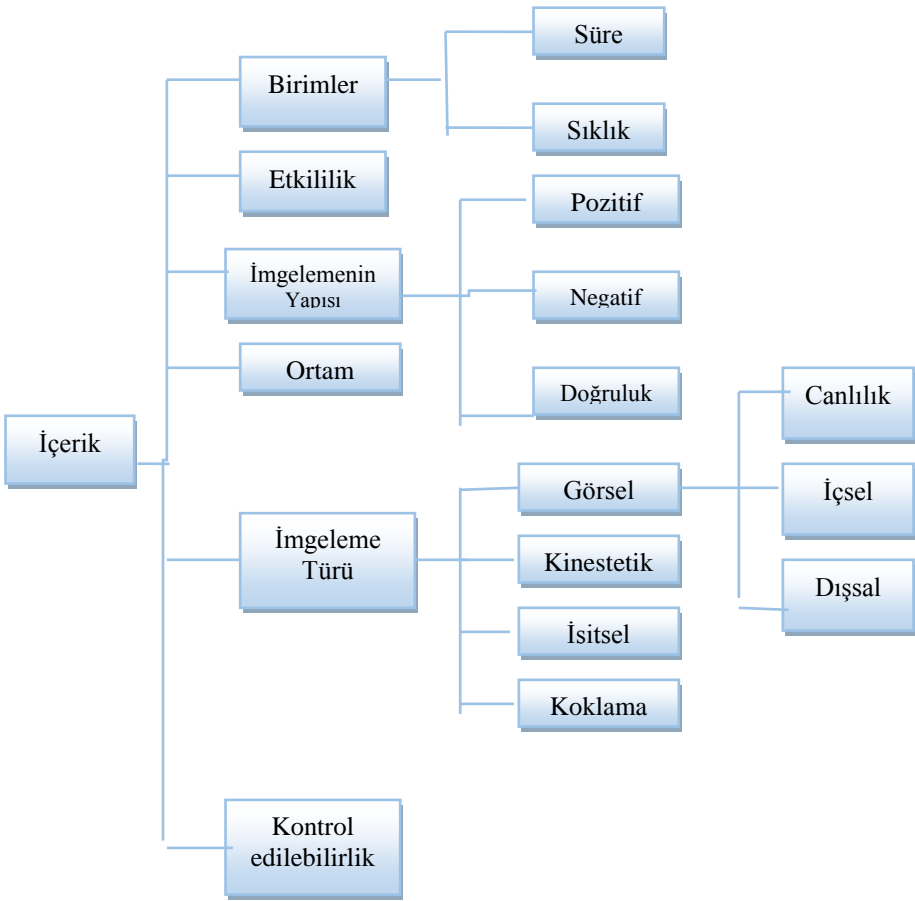 Süre
Birimler
Sıklık
Etkililik
Pozitif
İmgelemenin
Yapısı
Negatif
Ortam
Doğruluk
Canlılık
İçerik
Görsel
İçsel
İmgeleme
Türü
Kinestetik
Dışsal
İsitsel
Koklama
Kontrol
edilebilirlik